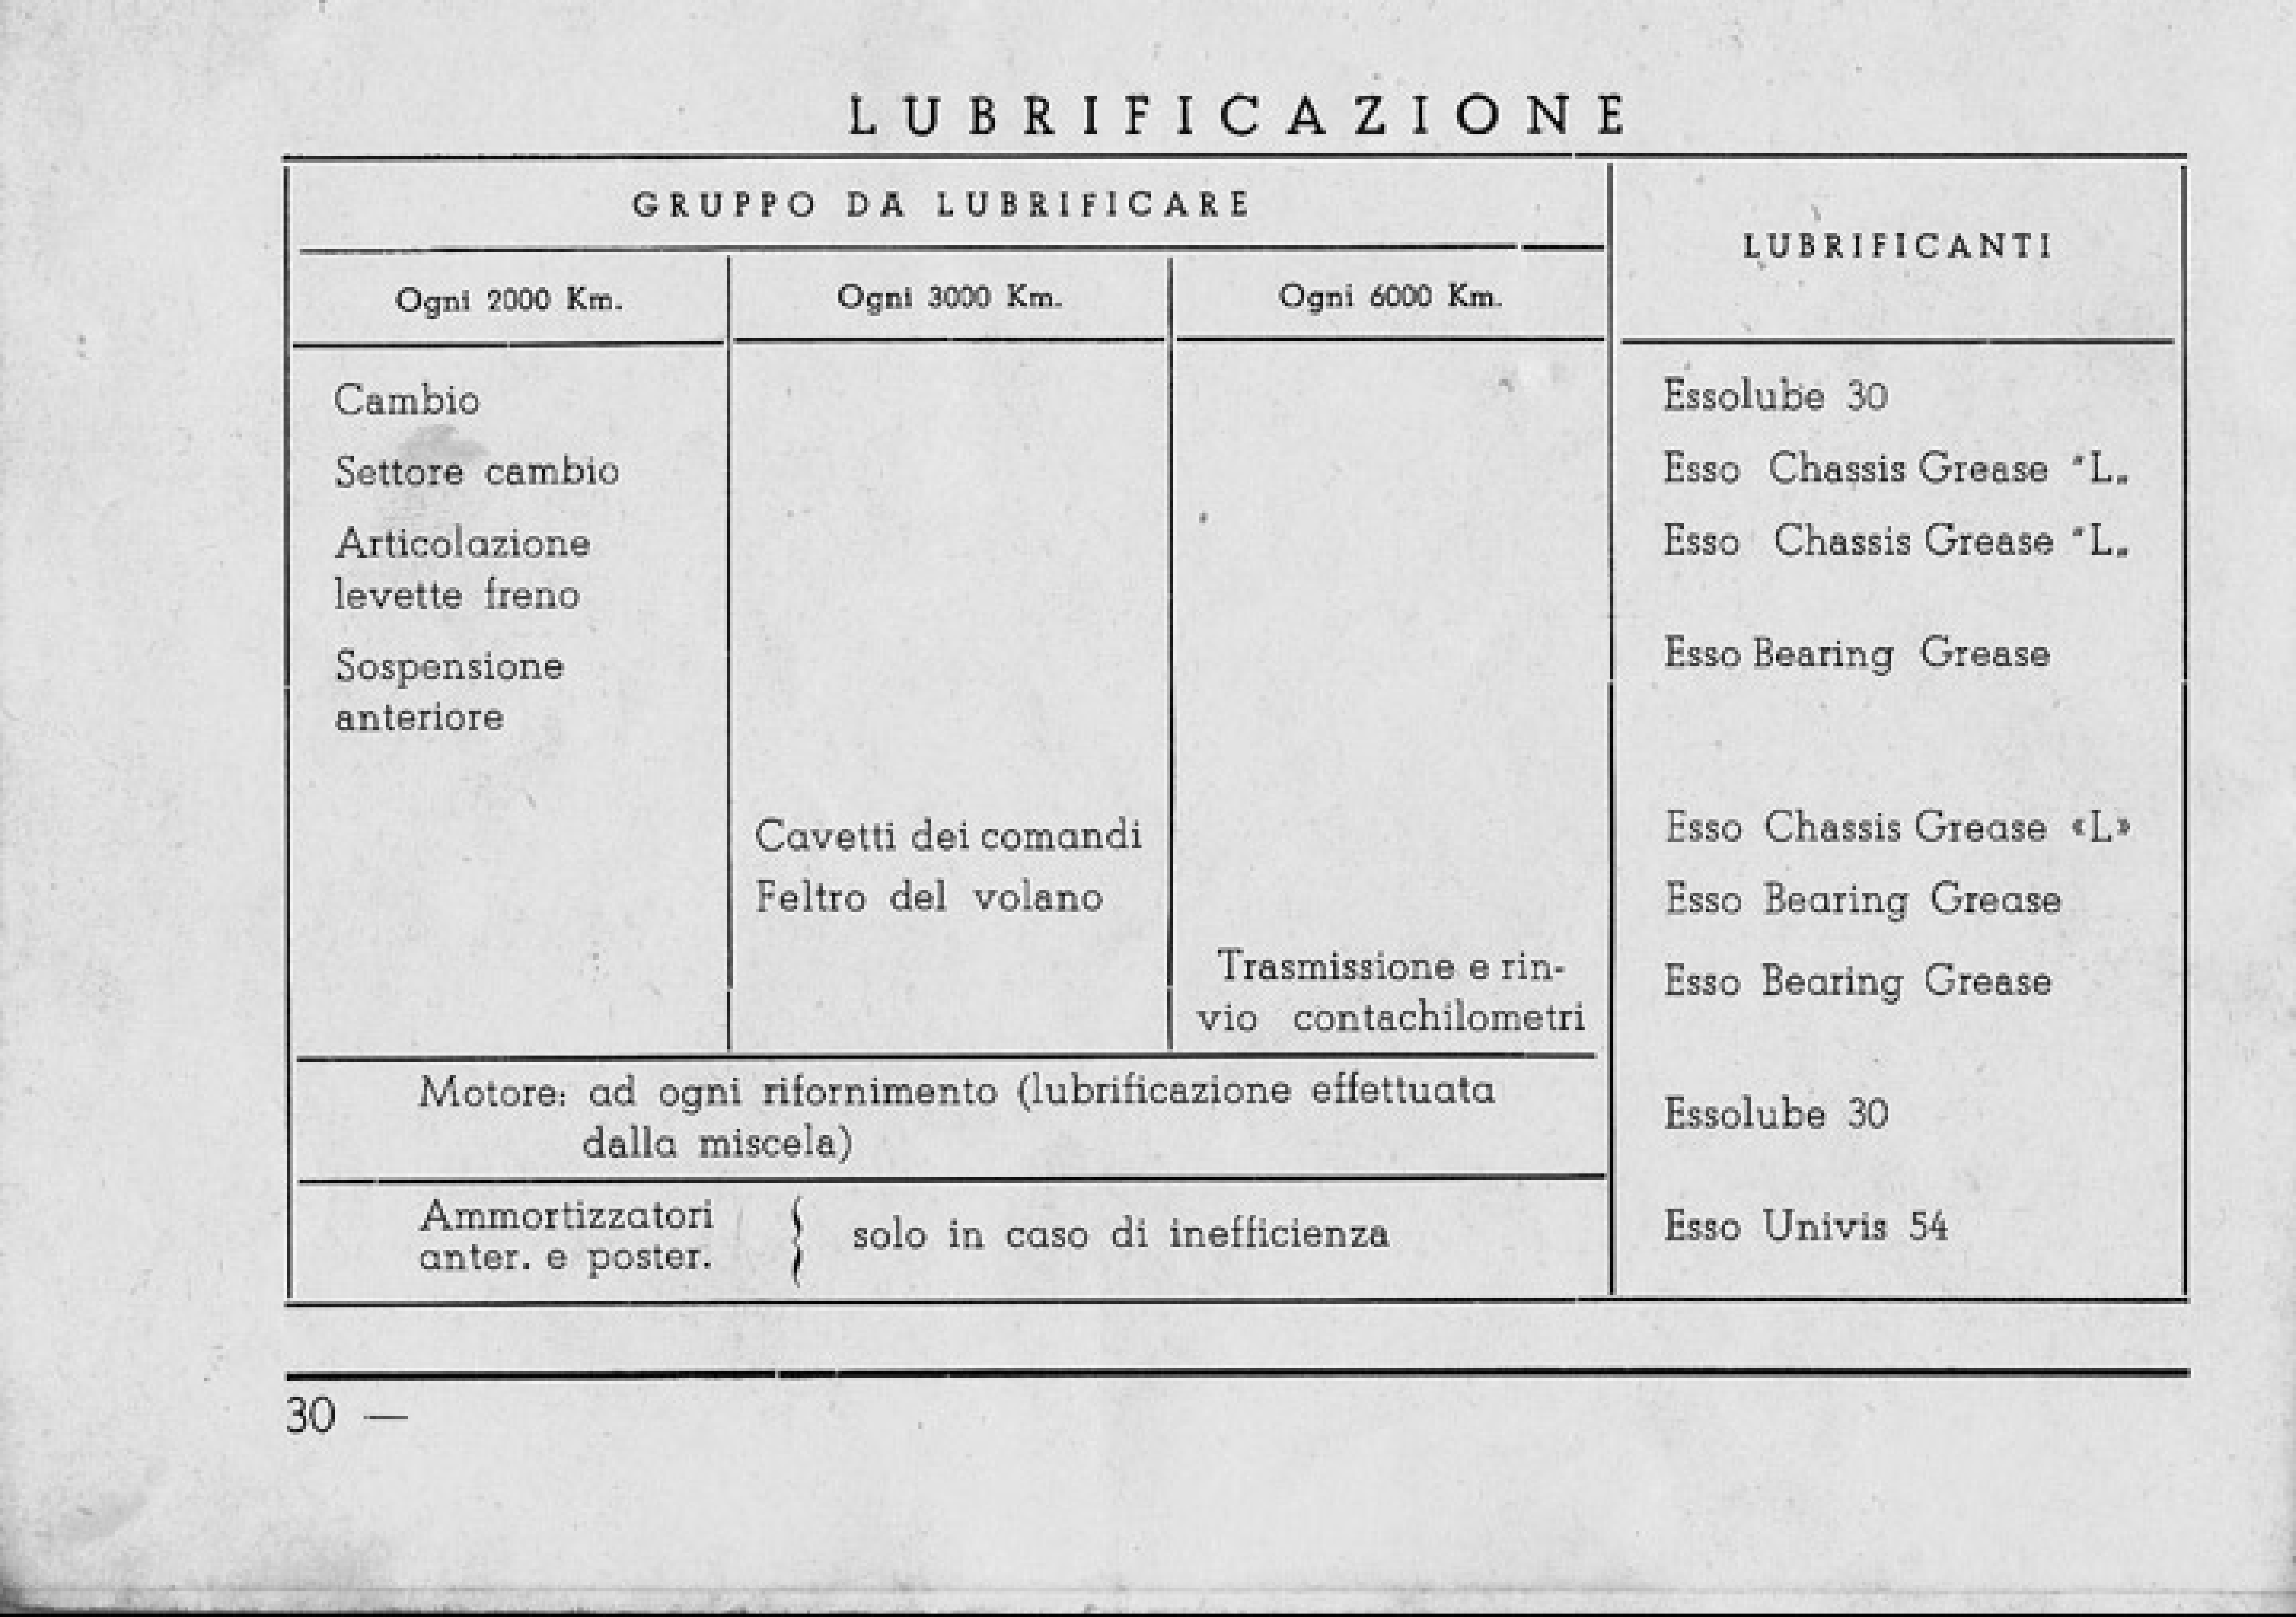 LUBRIFICAZIONE
GRUPPO DA LUBRIFICARE
LUBRIFICANTI
Ogni 2000 Km.
Ogni 3000 Km.
Ogni 6000 Km.
Cambio
Essolube 30
Settore cambio
Esso Chassis Grease "L„
Articolazione
levette freno
Esso Chassis Grease "L„
Sospensione
anteriore
Esso Bearing Grease
Cavetti dei comandi
Esso Chassis Grease «L»
Feltro del volano
Esso Bearing Grease
Trasmissione e rin-
vio contachilometri
Esso Bearing Grease
Motore: ad ogni rifornimento (lubrificazione effettuata
dalla miscela)
Essolube 30
Ammortizzatori
anter. e poster.
} solo in caso di inefficienza
Esso Univis 54
30 —